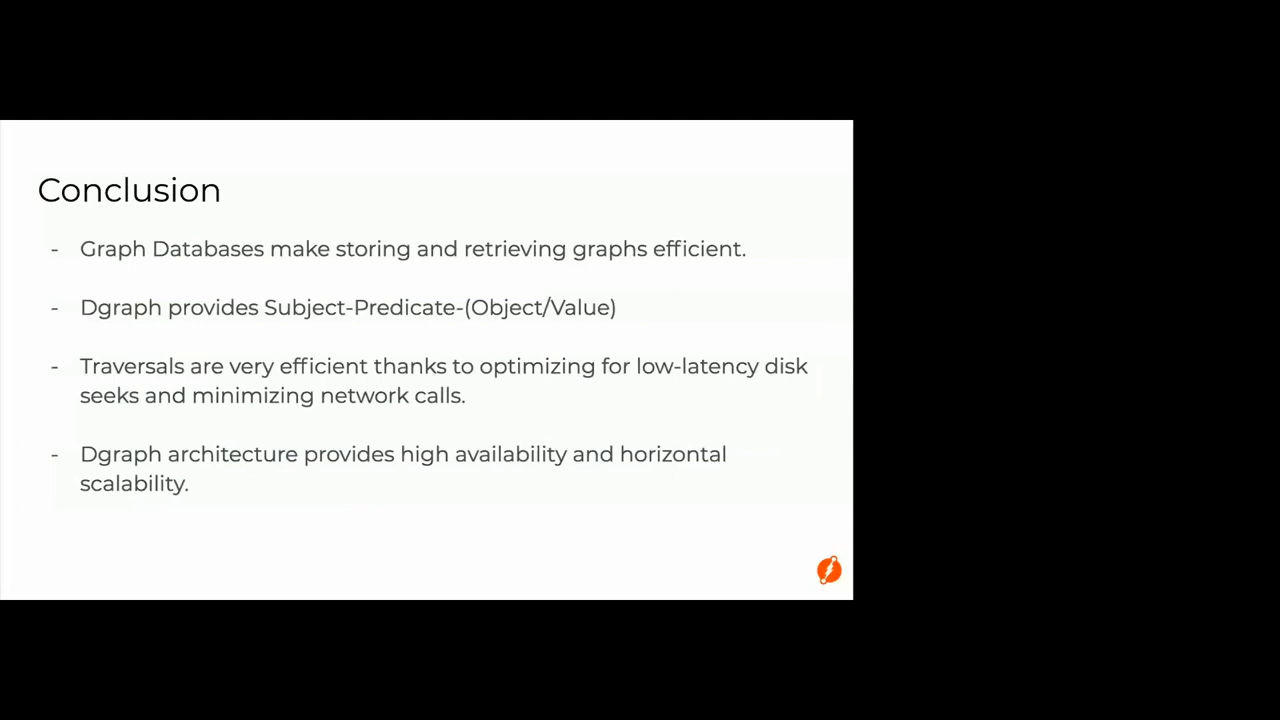 Conclusion
- Graph Databases make storing and retrieving graphs efficient.
- Dgraph provides Subject-Predicate-(Object/Value)
- Traversals are very efficient thanks to optimizing for low-latency disk
seeks and minimizing network calls.
- Dgraph architecture provides high availability and horizontal
scalability.